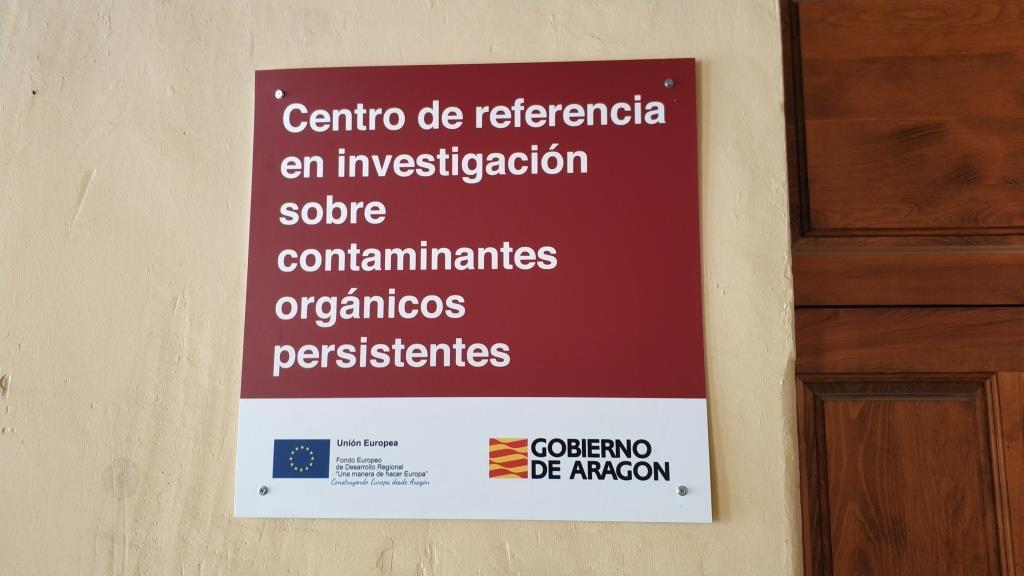 Centro de referencia
en investigación
sobre
contaminantes
orgánicos
persistentes
Unión Europea
Fondo Europeo
de Desarrollo Regional
"Una manera de hacer Europa"
Construyendo Europa desde Aragón
GOBIERNO
DE ARAGON